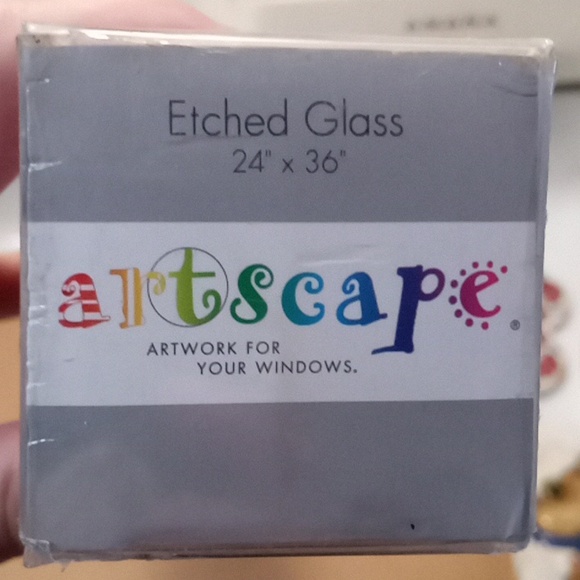 Etched Glass
24" x 36"
artscape®
ARTWORK FOR
YOUR WINDOWS.